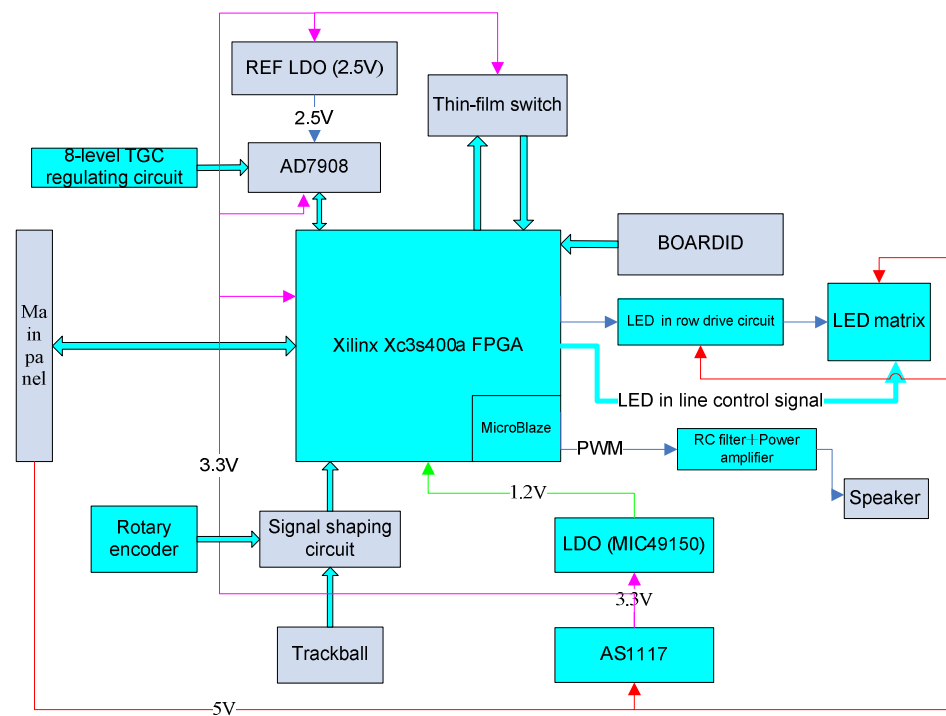 REF LDO (2.5V)
Thin-film switch
2.5V
8-level TGC
regulating circuit
AD7908
BOARDID
Ma
in
pa
nel
Xilinx Xc3s400a FPGA
LED in row drive circuit
LED matrix
LED in line control signal
MicroBlaze
PWM
RC filter+Power
amplifier
3.3V
Speaker
1.2V
Rotary
encoder
Signal shaping
circuit
LDO (MIC49150)
3.3V
Trackball
AS1117
5V